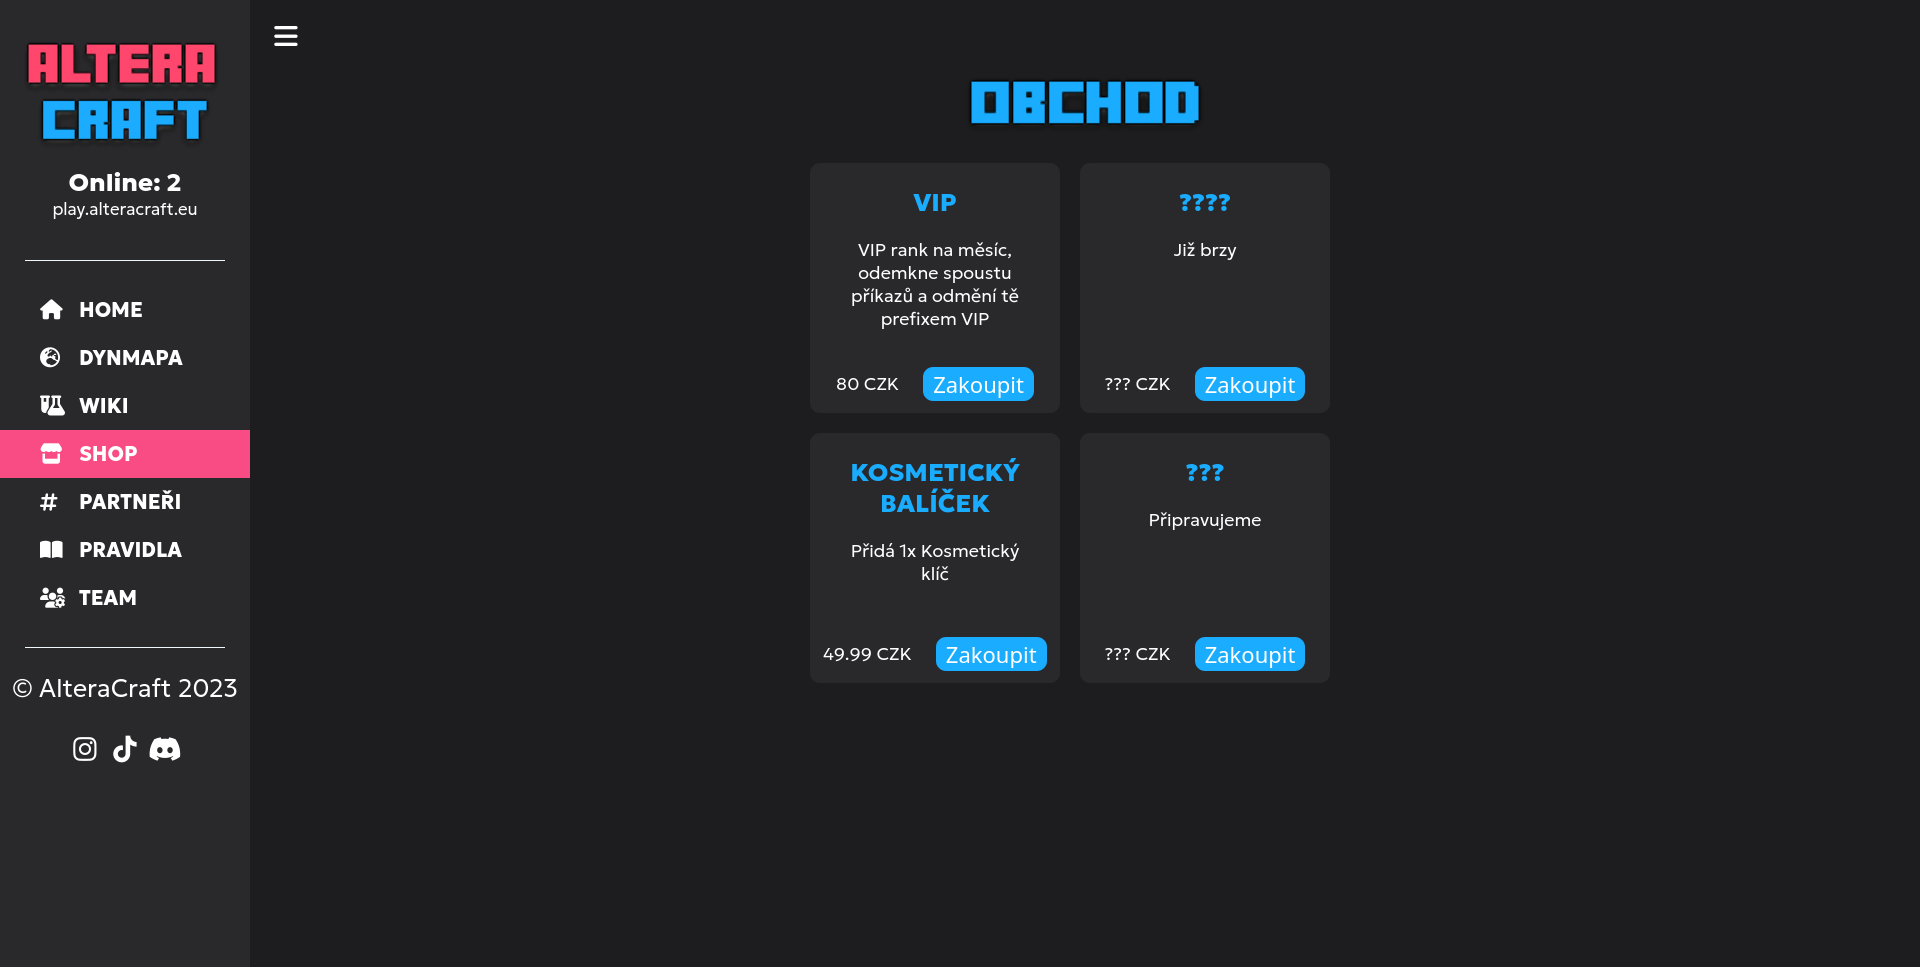 ALTERA
CRAFT
Online: 2
play.alteracraft.eu
HOME
DYNMAPA
WIKI
SHOP
PARTNEŘI
PRAVIDLA
TEAM
© AlteraCraft 2023
OBCHOD
VIP
VIP rank na měsíc,
odemkne spoustu
příkazů a odmění tě
prefixem VIP
80 CZK Zakoupit
????
Již brzy
??? CZK Zakoupit
KOSMETICKÝ
BALÍČEK
Přidá 1x Kosmetický
klíč
49.99 CZK Zakoupit
???
Připravujeme
??? CZK Zakoupit